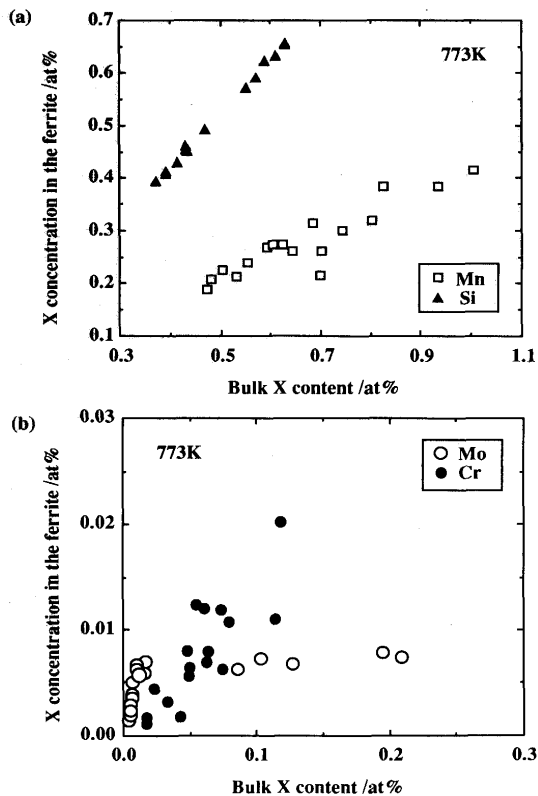 (a)
0.7
0.6
0.5
0.4
0.3
0.2
0.1
X concentration in the ferrite /at%
773K
Mn
Si
0.3 0.5 0.7 0.9 1.1
Bulk X content /at%
(b)
0.03
0.02
0.01
0.00
X concentration in the ferrite /at%
773K
Mo
Cr
0.0 0.1 0.2 0.3
Bulk X content /at%